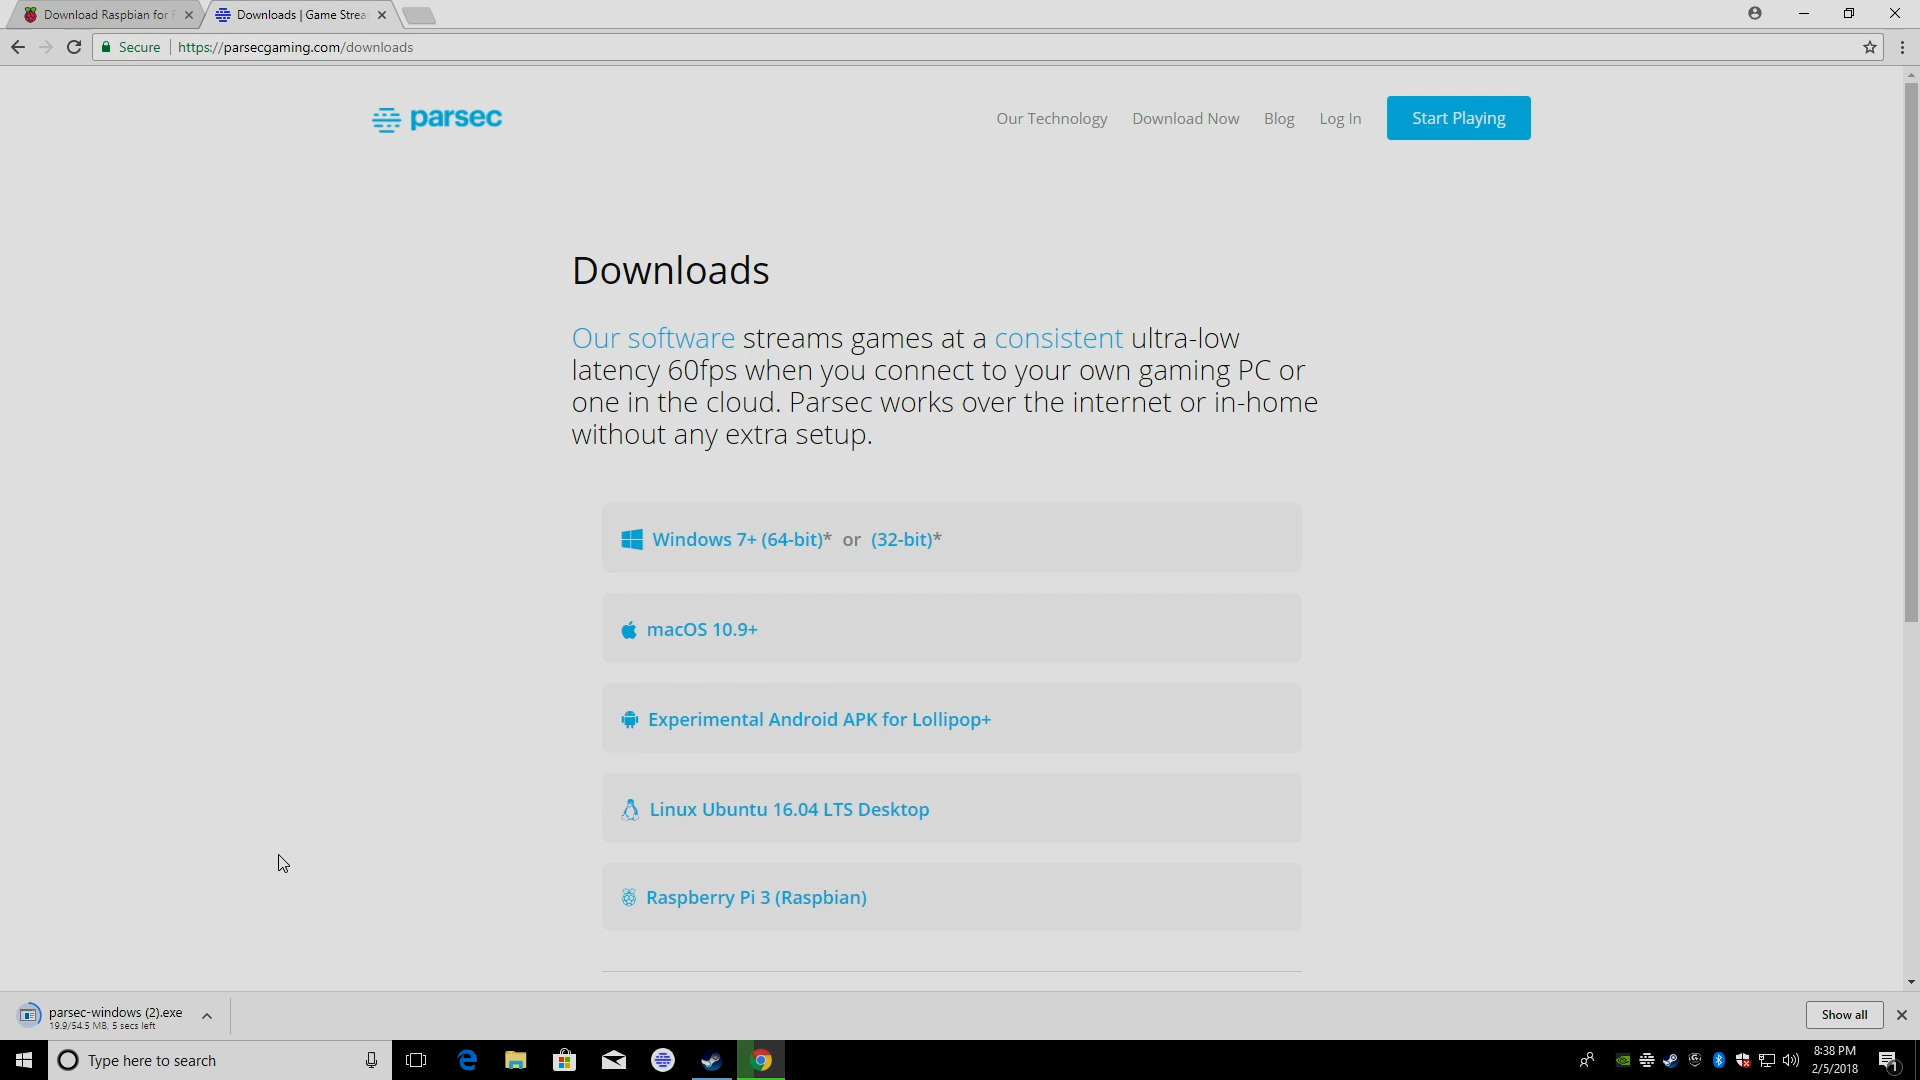 Download Raspbian for
Downloads | Game Strea
Secure
https://parsecgaming.com/downloads
parsec
Our Technology
Download Now
Blog
Log In
Start Playing
Downloads
Our software streams games at a consistent ultra-low
latency 60fps when you connect to your own gaming PC or
one in the cloud. Parsec works over the internet or in-home
without any extra setup.
Windows 7+ (64-bit)* or (32-bit)*
macOS 10.9+
Experimental Android APK for Lollipop+
Linux Ubuntu 16.04 LTS Desktop
Raspberry Pi 3 (Raspbian)
parsec-windows (2).exe
19.9/54.5 MB, 5 secs left
Show all
Type here to search
8:38 PM
2/5/2018
1